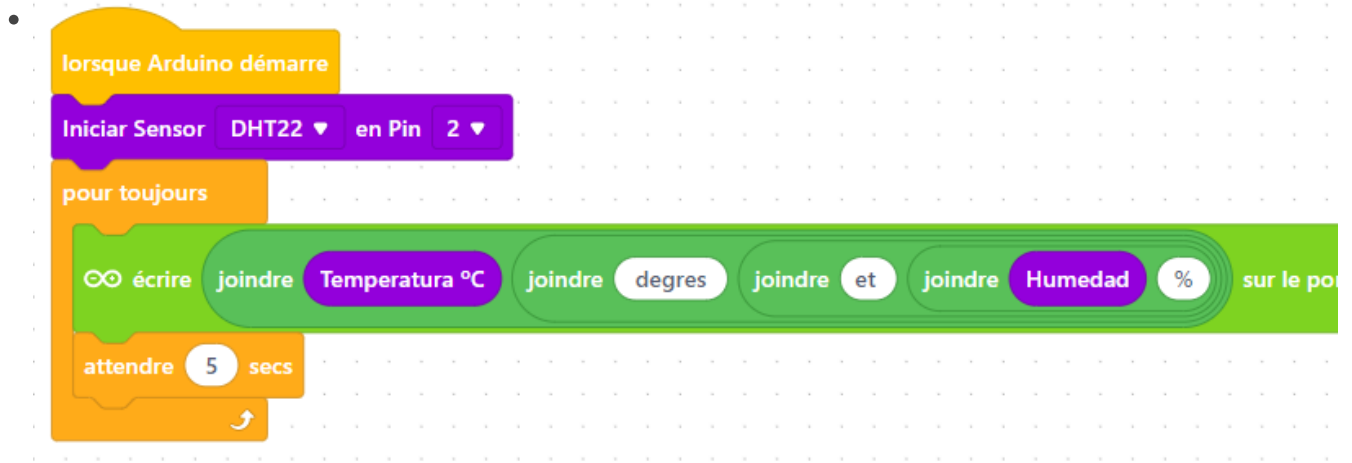 lorsque Arduino démarre
Iniciar Sensor DHT22 en Pin 2
pour toujours
écrire joindre Temperatura ºC joindre degres joindre et joindre Humedad % sur le po
attendre 5 secs